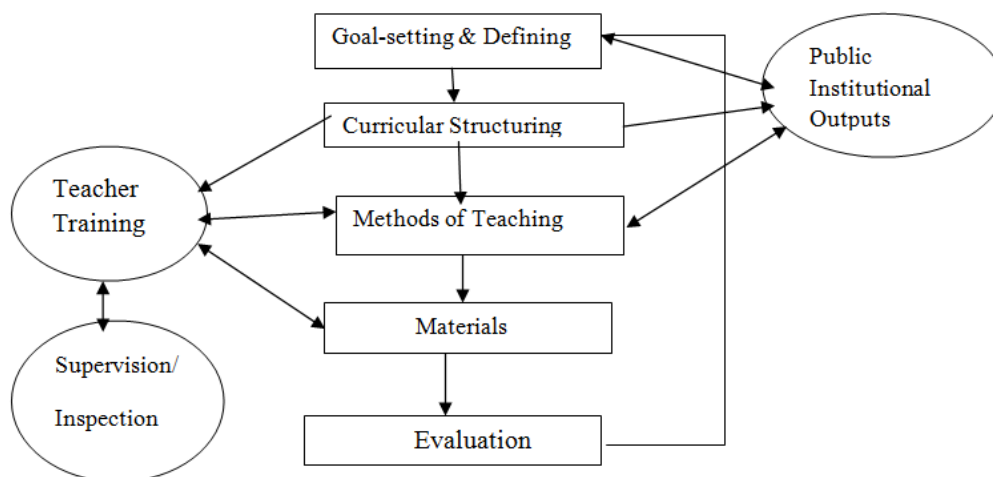 Goal-setting & Defining
Public
Institutional
Outputs
Curricular Structuring
Teacher
Training
Methods of Teaching
Materials
Supervision/
Inspection
Evaluation